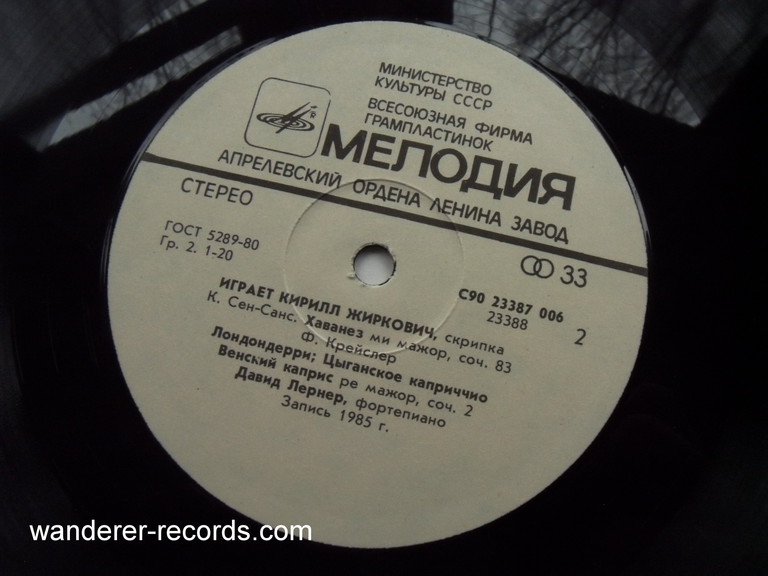 МИНИСТЕРСТВО
КУЛЬТУРЫ СССР
ВСЕСОЮЗНАЯ ФИРМА
ГРАМПЛАСТИНОК
R
МЕЛОДИЯ
АПРЕЛЕВСКИЙ ОРДЕНА ЛЕНИНА ЗАВОД
СТЕРЕО
33
ГОСТ 5289-80
Гр. 2. 1-20
С90 23387 006
23388
2
ИГРАЕТ КИРИЛЛ ЖИРКОВИЧ, скрипка
К. Сен-Санс. Хаванез ми мажор, соч. 83
Ф. Крейслер
Лондондерри; Цыганское каприччио
Венский каприс ре мажор, соч. 2
Давид Лернер, фортепиано
Запись 1985 г.
wanderer-records.com